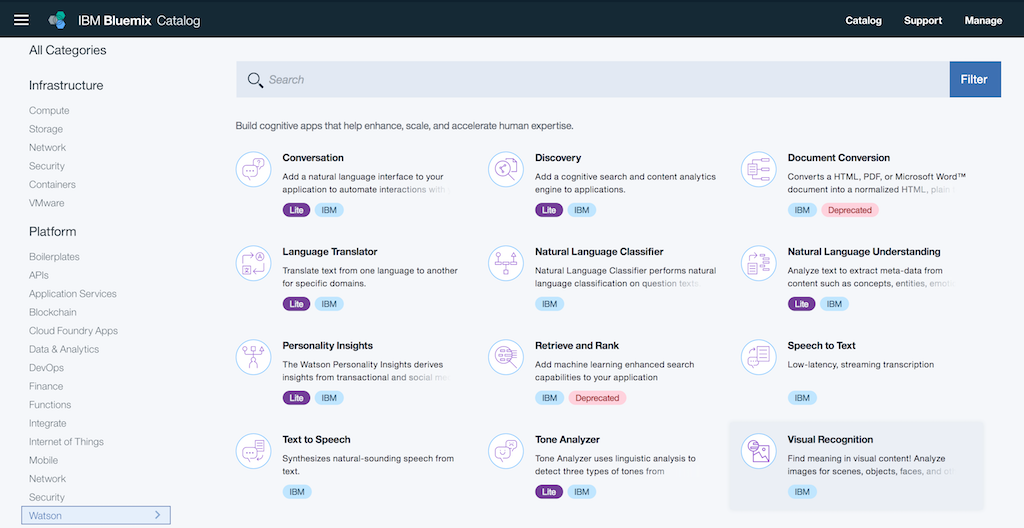 IBM Bluemix Catalog
Catalog Support Manage
All Categories
Infrastructure
Compute
Storage
Network
Security
Containers
VMware
Platform
Boilerplates
APIs
Application Services
Blockchain
Cloud Foundry Apps
Data & Analytics
DevOps
Finance
Functions
Integrate
Internet of Things
Mobile
Network
Security
Watson
Search
Filter
Build cognitive apps that help enhance, scale, and accelerate human expertise.
Conversation
Add a natural language interface to your
application to automate interactions with
Lite IBM
Discovery
Add a cognitive search and content analytics
engine to applications.
Lite IBM
Document Conversion
Converts a HTML, PDF, or Microsoft Word™
document into a normalized HTML, plain
IBM Deprecated
Language Translator
Translate text from one language to another
for specific domains.
Lite IBM
Natural Language Classifier
Natural Language Classifier performs natural
language classification on question texts.
IBM
Natural Language Understanding
Analyze text to extract meta-data from
content such as concepts, entities,
Lite IBM
Personality Insights
The Watson Personality Insights derives
insights from transactional and social
Lite IBM
Retrieve and Rank
Add machine learning enhanced search
capabilities to your application
IBM Deprecated
Speech to Text
Low-latency, streaming transcription
IBM
Text to Speech
Synthesizes natural-sounding speech from
text.
IBM
Tone Analyzer
Tone Analyzer uses linguistic analysis to
detect three types of tones from
Lite IBM
Visual Recognition
Find meaning in visual content! Analyze
images for scenes, objects, faces, and
IBM